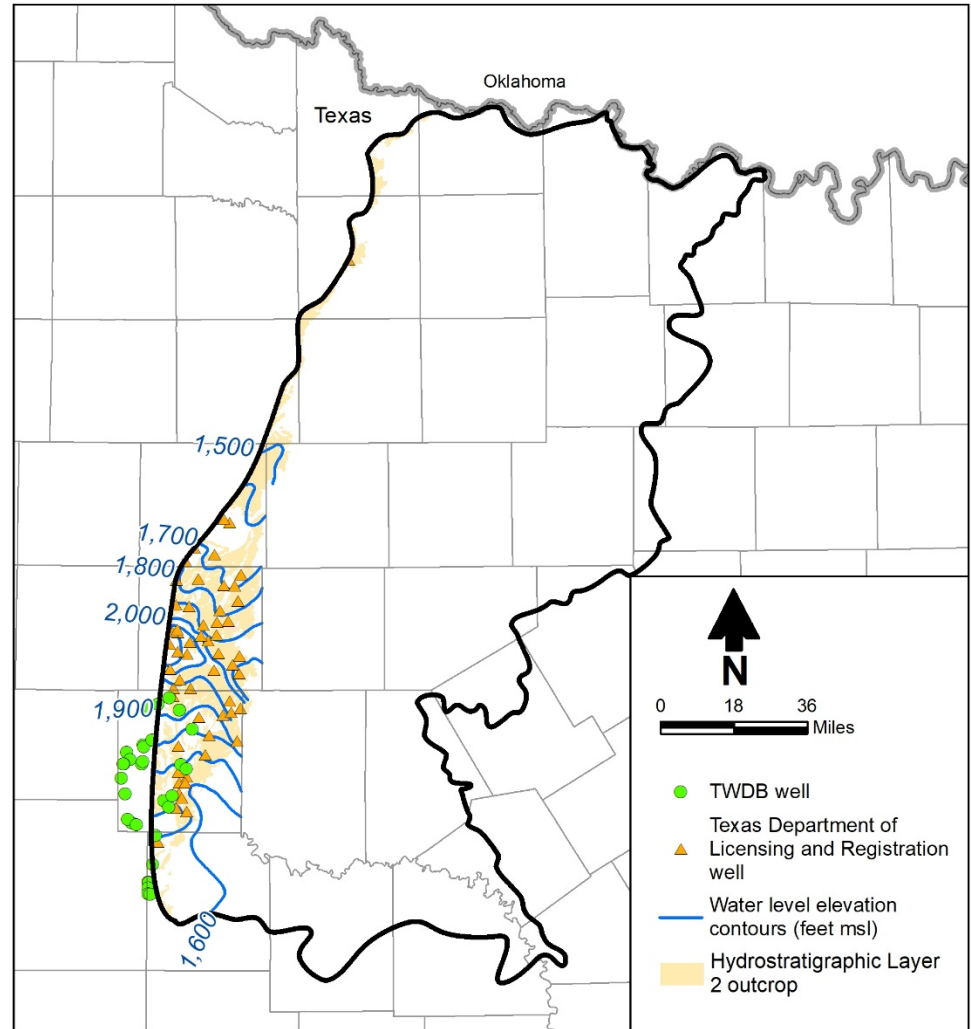 Oklahoma
Texas
1,500
1,700
1,800
2,000
1,900
1,600
N
0 18 36
Miles
TWDB well
Texas Department of
Licensing and Registration
well
Water level elevation
contours (feet msl)
Hydrostratigraphic Layer
2 outcrop